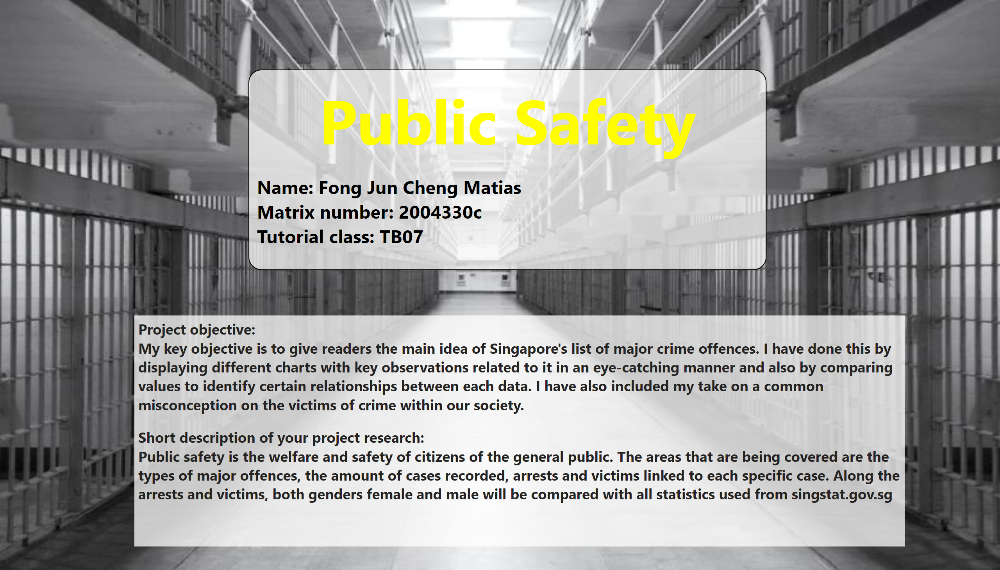 Public Safety
Name: Fong Jun Cheng Matias
Matrix number: 2004330c
Tutorial class: TB07
Project objective:
My key objective is to give readers the main idea of Singapore's list of major crime offences. I have done this by
displaying different charts with key observations related to it in an eye-catching manner and also by comparing
values to identify certain relationships between each data. I have also included my take on a common
misconception on the victims of crime within our society.
Short description of your project research:
Public safety is the welfare and safety of citizens of the general public. The areas that are being covered are the
types of major offences, the amount of cases recorded, arrests and victims linked to each specific case. Along the
arrests and victims, both genders female and male will be compared with all statistics used from singstat.gov.sg